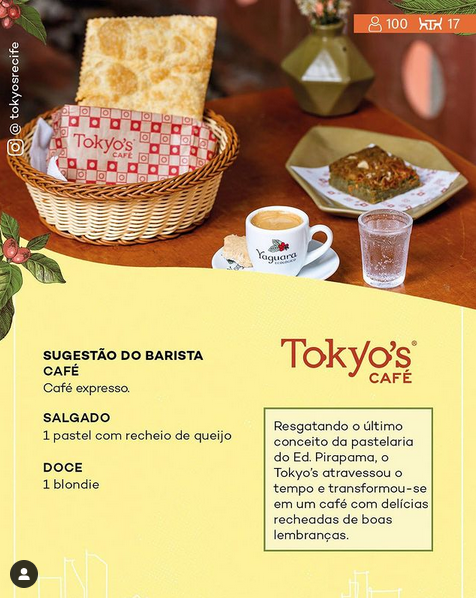 100 17
@tokyosrecife
Tokyo's
CAFÉ
Yaguara
Tokyo's®
CAFÉ
SUGESTÃO DO BARISTA
CAFÉ
Café expresso.
SALGADO
1 pastel com recheio de queijo
DOCE
1 blondie
Resgatando o último
conceito da pastelaria
do Ed. Pirapama, o
Tokyo's atravessou o
tempo e transformou-se
em um café com delícias
recheadas de boas
lembranças.